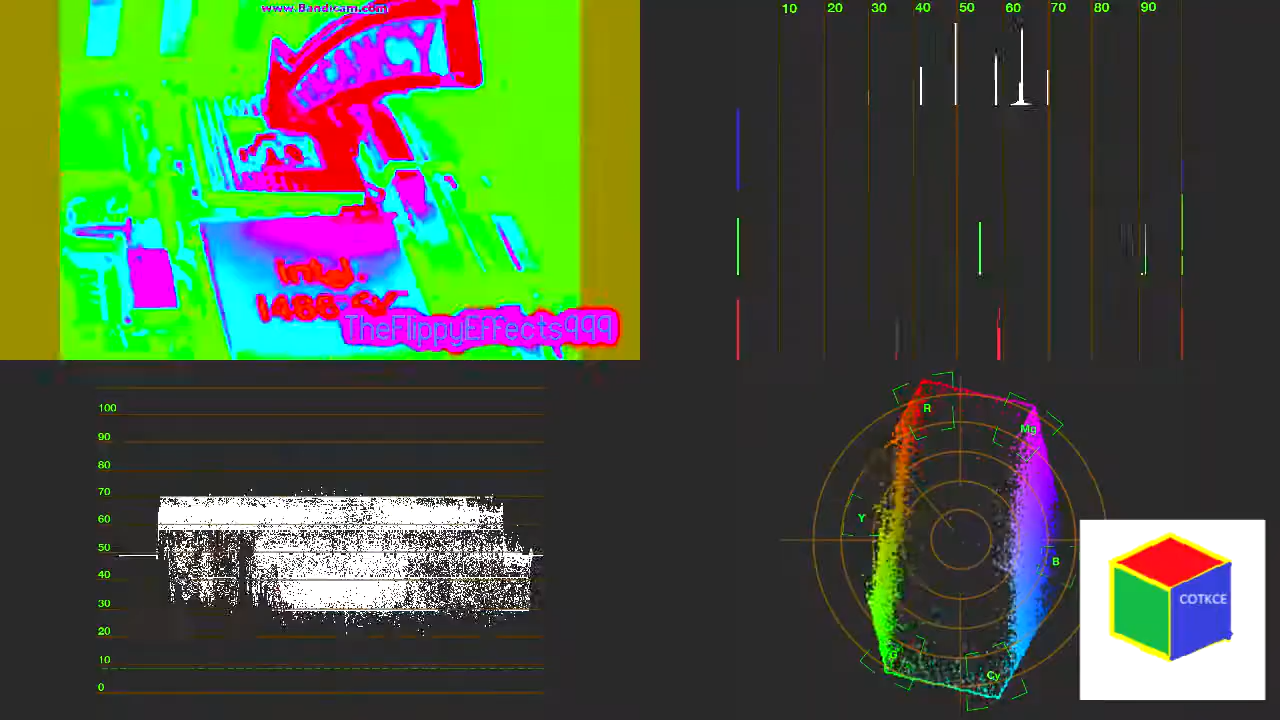 www.Bandicam.com
10 20 30 40 50 60 70 80 90
TheFlippyEffects999
100
90
80
70
60
50
40
30
20
10
0
R
Mg
Y
B
Cy
COTKCE